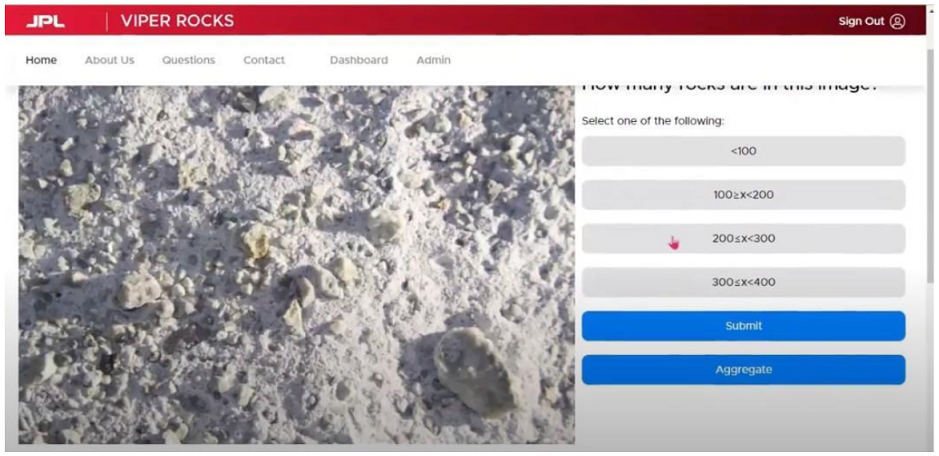 JPL VIPER ROCKS Sign Out
Home About Us Questions Contact Dashboard Admin
How many rocks are in this image?
Select one of the following:
<100
100≥x<200
200≤x<300
300≤x<400
Submit
Aggregate